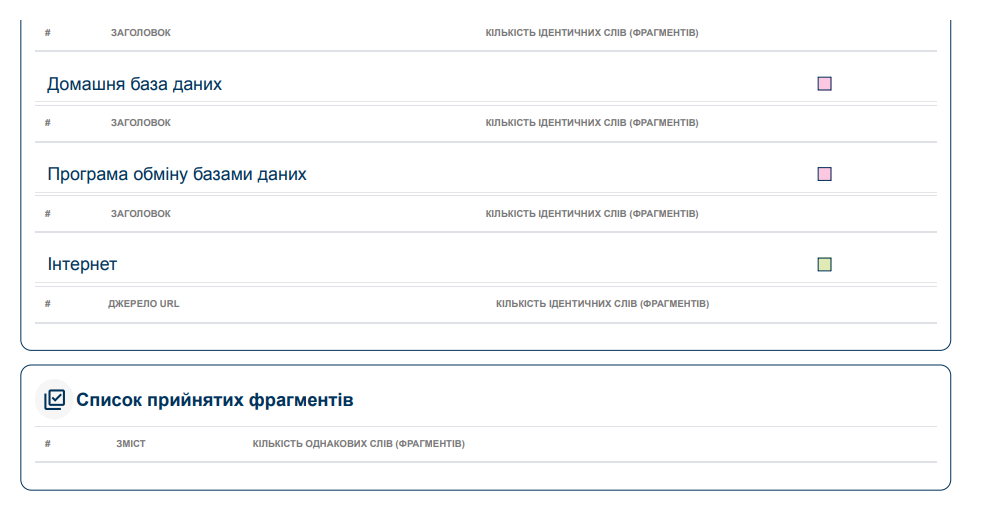 # ЗАГОЛОВОК КІЛЬКІСТЬ ІДЕНТИЧНИХ СЛІВ (ФРАГМЕНТІВ)
Домашня база даних
# ЗАГОЛОВОК КІЛЬКІСТЬ ІДЕНТИЧНИХ СЛІВ (ФРАГМЕНТІВ)
Програма обміну базами даних
# ЗАГОЛОВОК КІЛЬКІСТЬ ІДЕНТИЧНИХ СЛІВ (ФРАГМЕНТІВ)
Інтернет
# ДЖЕРЕЛО URL КІЛЬКІСТЬ ІДЕНТИЧНИХ СЛІВ (ФРАГМЕНТІВ)
Список прийнятих фрагментів
# ЗМІСТ КІЛЬКІСТЬ ОДНАКОВИХ СЛІВ (ФРАГМЕНТІВ)